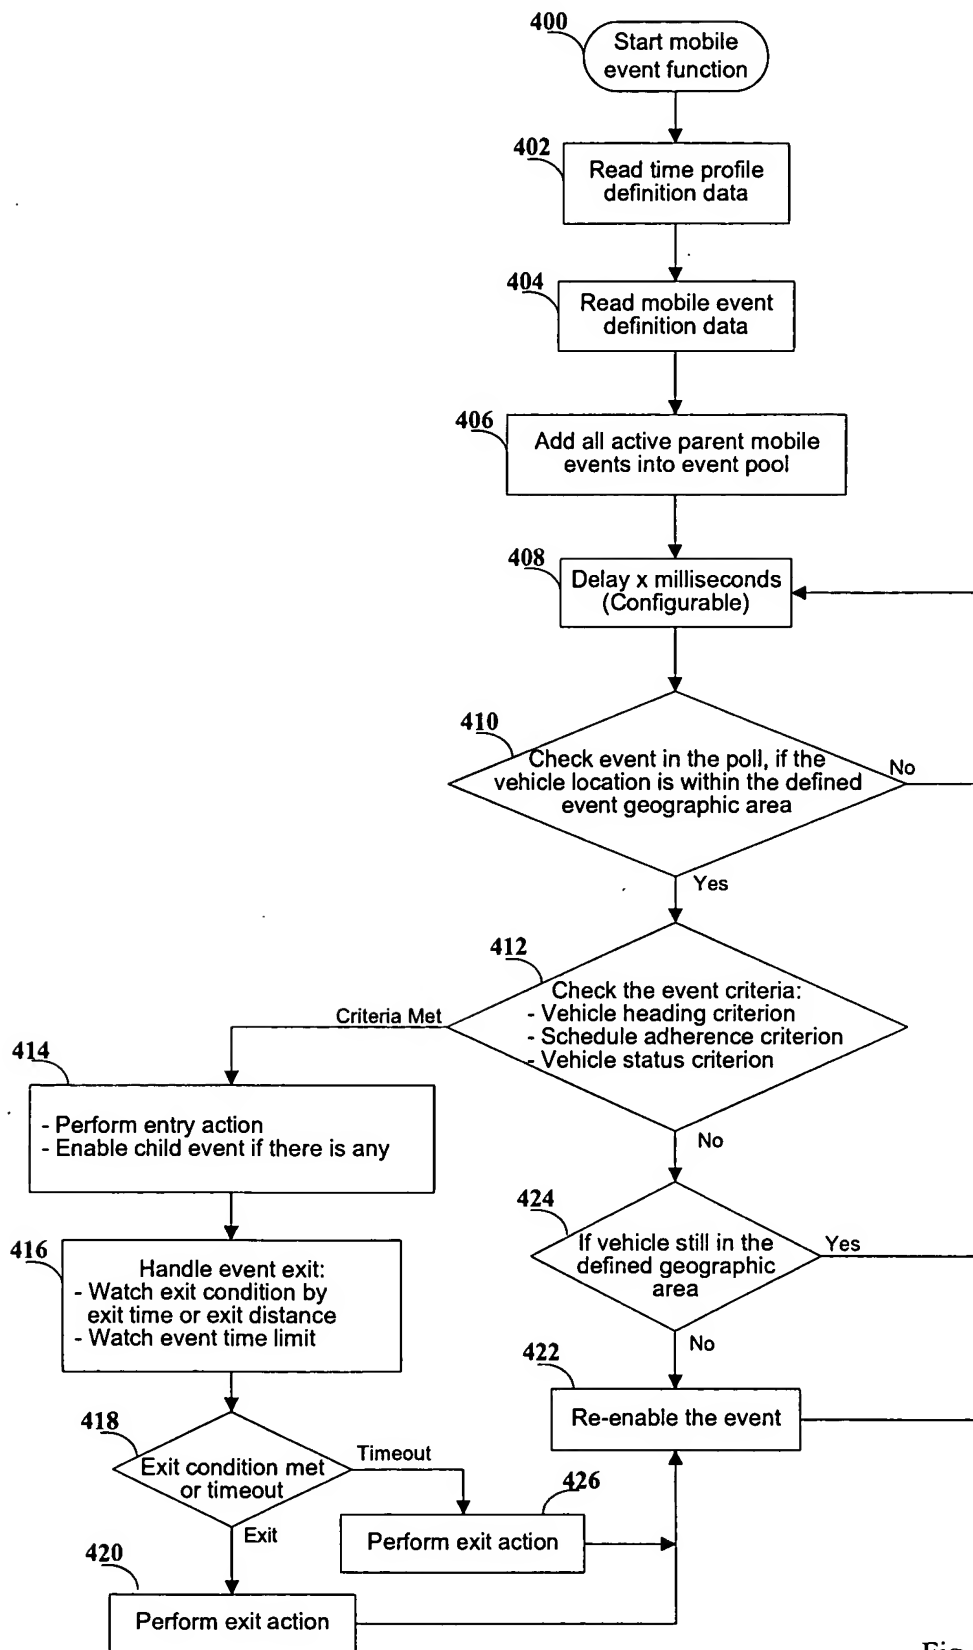 400
Start mobile
event function
402
Read time profile
definition data
404
Read mobile event
definition data
406
Add all active parent mobile
events into event pool
408
Delay x milliseconds
(Configurable)
410
Check event in the poll, if the
vehicle location is within the defined
event geographic area
No
Yes
412
Check the event criteria:
- Vehicle heading criterion
- Schedule adherence criterion
- Vehicle status criterion
Criteria Met
414
- Perform entry action
- Enable child event if there is any
No
424
If vehicle still in the
defined geographic
area
Yes
416
Handle event exit:
- Watch exit condition by
exit time or exit distance
- Watch event time limit
No
422
Re-enable the event
418
Exit condition met
or timeout
Timeout
426
Perform exit action
Exit
420
Perform exit action
Fig